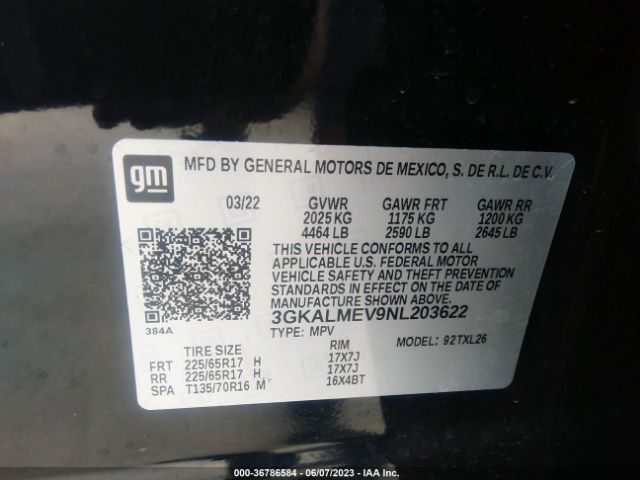 gm
MFD BY GENERAL MOTORS DE MEXICO, S. DE R.L. DE C.V.
03/22 GVWR GAWR FRT GAWR RR
2025 KG 1175 KG 1200 KG
4464 LB 2590 LB 2645 LB
THIS VEHICLE CONFORMS TO ALL
APPLICABLE U.S. FEDERAL MOTOR
VEHICLE SAFETY AND THEFT PREVENTION
STANDARDS IN EFFECT ON THE DATE OF
MANUFACTURE SHOWN ABOVE.
384A
3GKALMEV9NL203622
TYPE: MPV MODEL: 92TXL26
TIRE SIZE RIM
FRT 225/65R17 H 17X7J
RR 225/65R17 H 17X7J
SPA T135/70R16 M 16X4BT
000-36786584 | 06/07/2023 - IAA Inc.